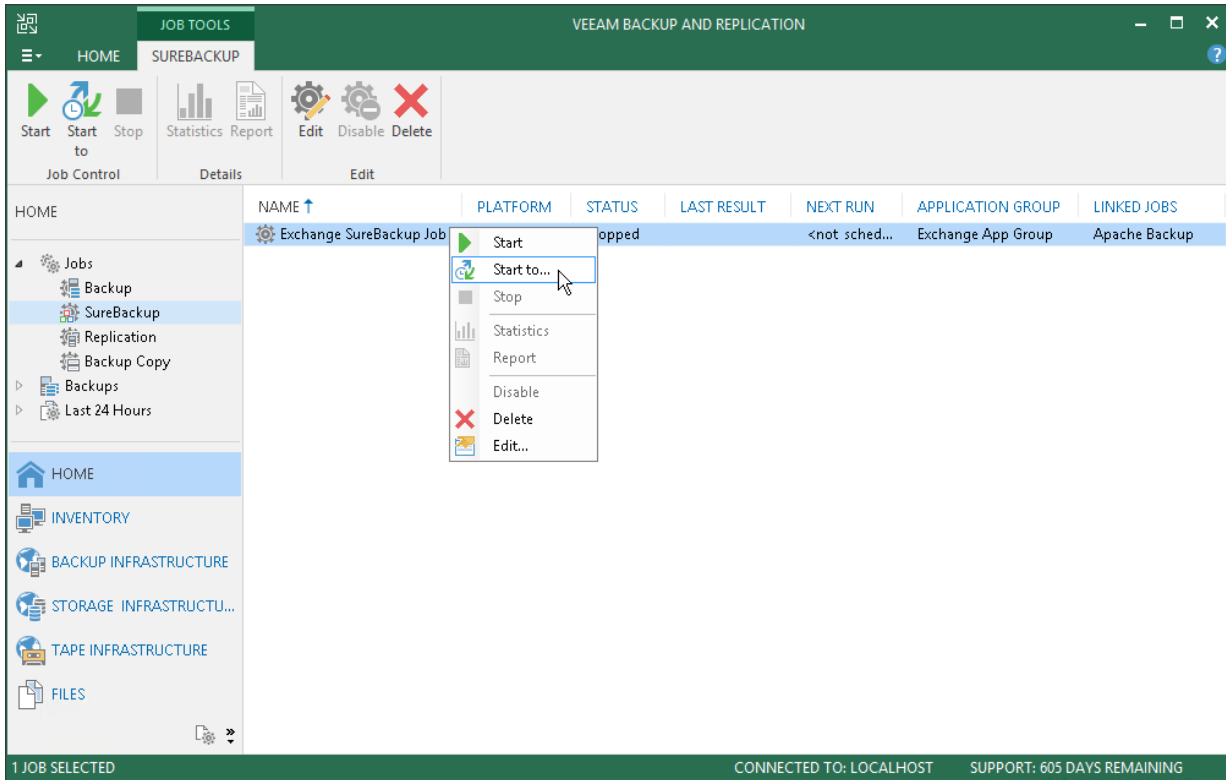 JOB TOOLS
VEEAM BACKUP AND REPLICATION
HOME
SUREBACKUP
?
Start
Start to
Stop
Statistics
Report
Edit
Disable
Delete
Job Control
Details
Edit
HOME
Jobs
Backup
SureBackup
Replication
Backup Copy
Backups
Last 24 Hours
HOME
INVENTORY
BACKUP INFRASTRUCTURE
STORAGE INFRASTRUCTU...
TAPE INFRASTRUCTURE
FILES
NAME PLATFORM STATUS LAST RESULT NEXT RUN APPLICATION GROUP LINKED JOBS
Exchange SureBackup Job opped <not sched... Exchange App Group Apache Backup
Start
Start to...
Stop
Statistics
Report
Disable
Delete
Edit...
1 JOB SELECTED
CONNECTED TO: LOCALHOST
SUPPORT: 605 DAYS REMAINING